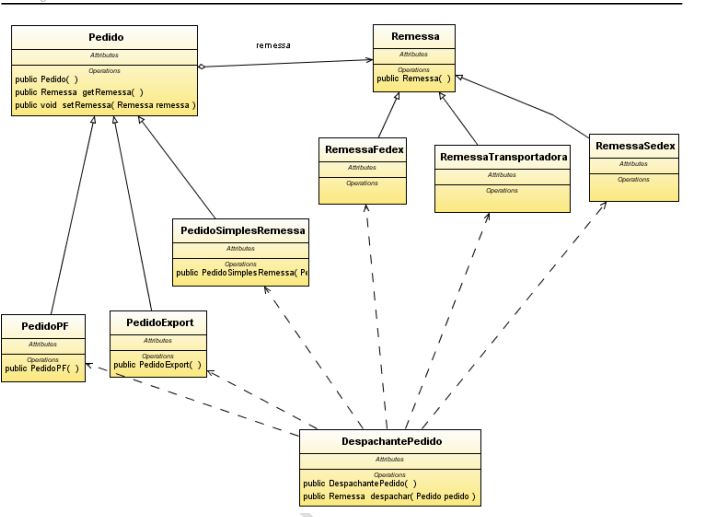 Pedido
Attributes
Operations
public Pedido( )
public Remessa getRemessa( )
public void setRemessa( Remessa remessa )
remessa
Remessa
Attributes
Operations
public Remessa( )
RemessaFedex
Attributes
Operations
RemessaTransportadora
Attributes
Operations
RemessaSedex
Attributes
Operations
PedidoSimplesRemessa
Attributes
Operations
public PedidoSimplesRemessa( Pe
PedidoPF
Attributes
Operations
public PedidoPF( )
PedidoExport
Attributes
Operations
public PedidoExport( )
DespachantePedido
Attributes
Operations
public DespachantePedido( )
public Remessa despachar( Pedido pedido )